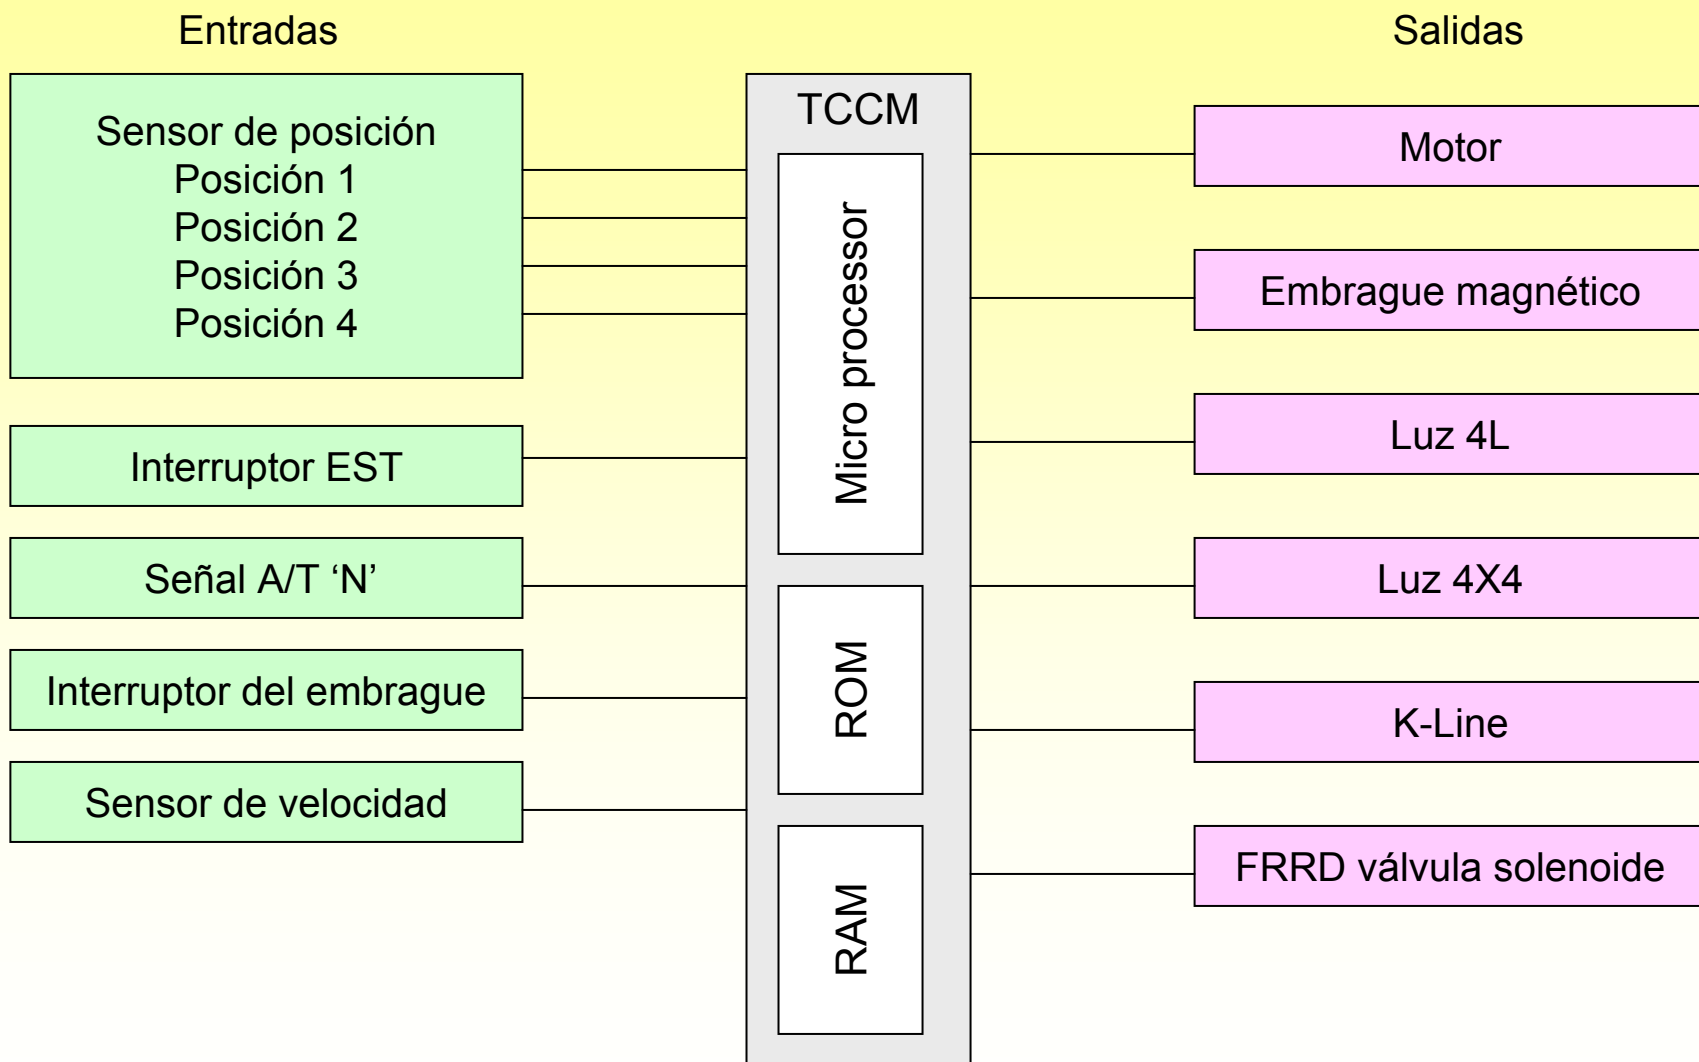 Entradas
Sensor de posición
Posición 1
Posición 2
Posición 3
Posición 4
Interruptor EST
Señal A/T ‘N’
Interruptor del embrague
Sensor de velocidad
TCCM
Micro processor
ROM
RAM
Salidas
Motor
Embrague magnético
Luz 4L
Luz 4X4
K-Line
FRRD válvula solenoide